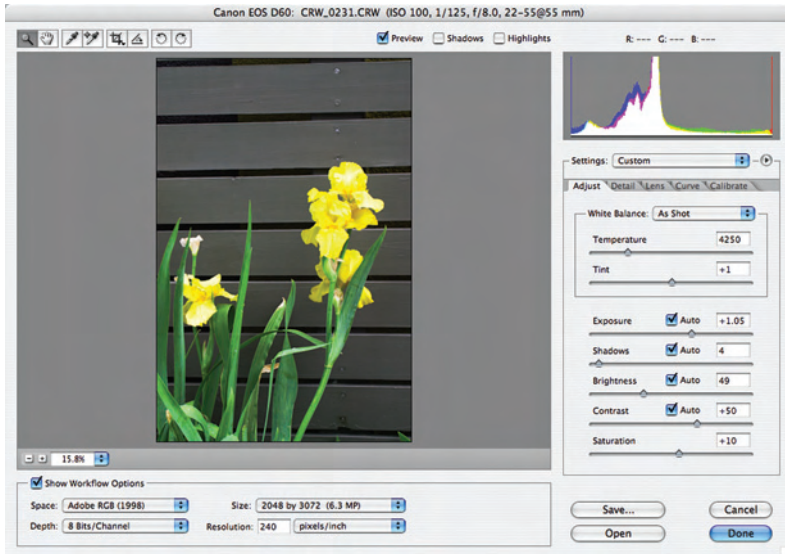 Canon EOS D60: CRW_0231.CRW (ISO 100, 1/125, f/8.0, 22-55@55 mm)
Preview Shadows Highlights R: --- G: --- B: ---
Settings: Custom
Adjust Detail Lens Curve Calibrate
White Balance: As Shot
Temperature 4250
Tint +1
Exposure Auto +1.05
Shadows Auto 4
Brightness Auto 49
Contrast Auto +50
Saturation +10
15.8%
Show Workflow Options
Space: Adobe RGB (1998) Size: 2048 by 3072 (6.3 MP)
Depth: 8 Bits/Channel Resolution: 240 pixels/inch
Save... Cancel
Open Done